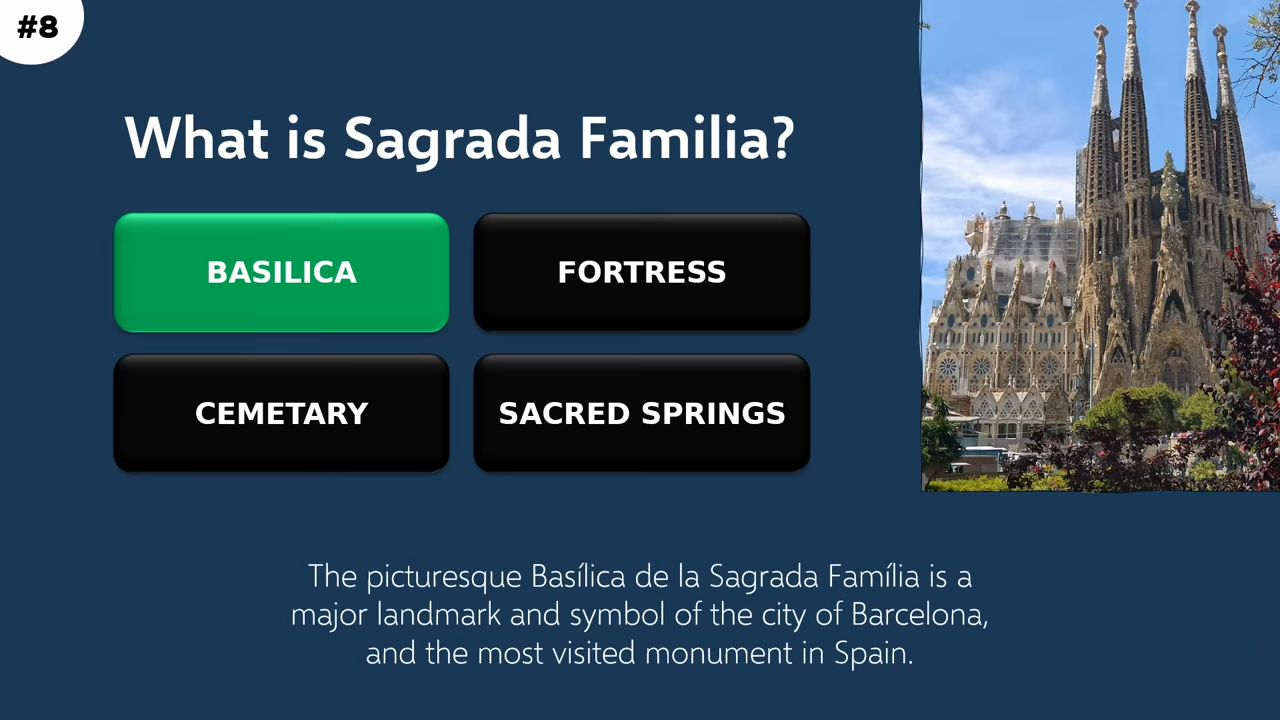 #8
What is Sagrada Familia?
BASILICA
FORTRESS
CEMETARY
SACRED SPRINGS
The picturesque Basílica de la Sagrada Família is a
major landmark and symbol of the city of Barcelona,
and the most visited monument in Spain.